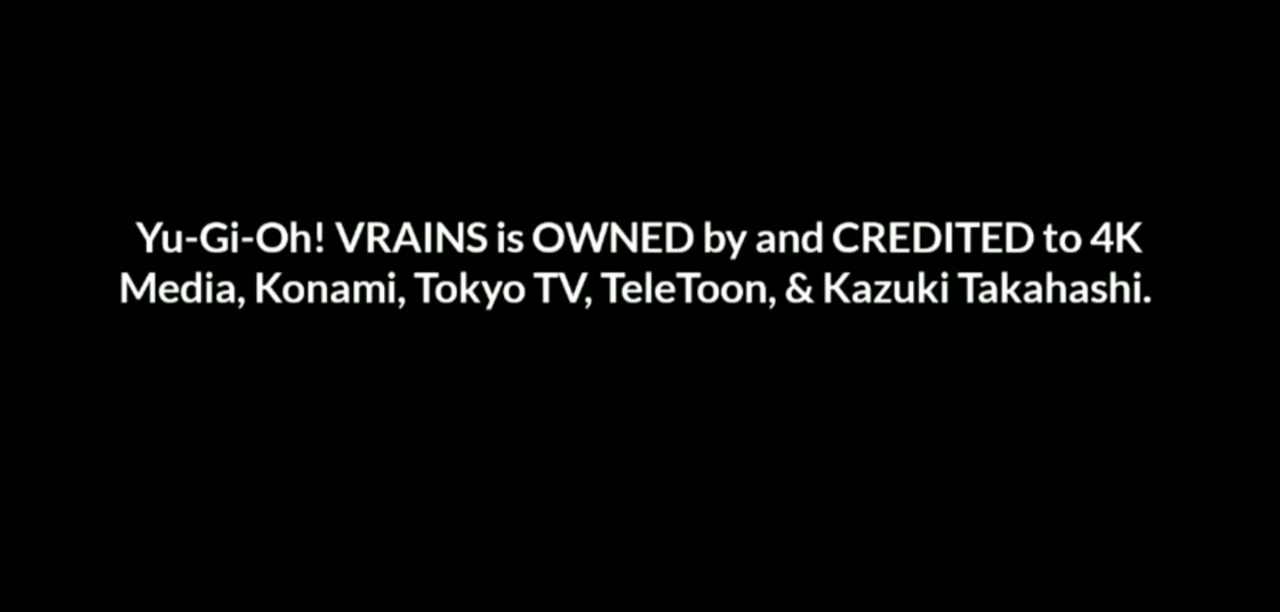 Yu-Gi-Oh! VRAINS is OWNED by and CREDITED to 4K
Media, Konami, Tokyo TV, TeleToon, & Kazuki Takahashi.